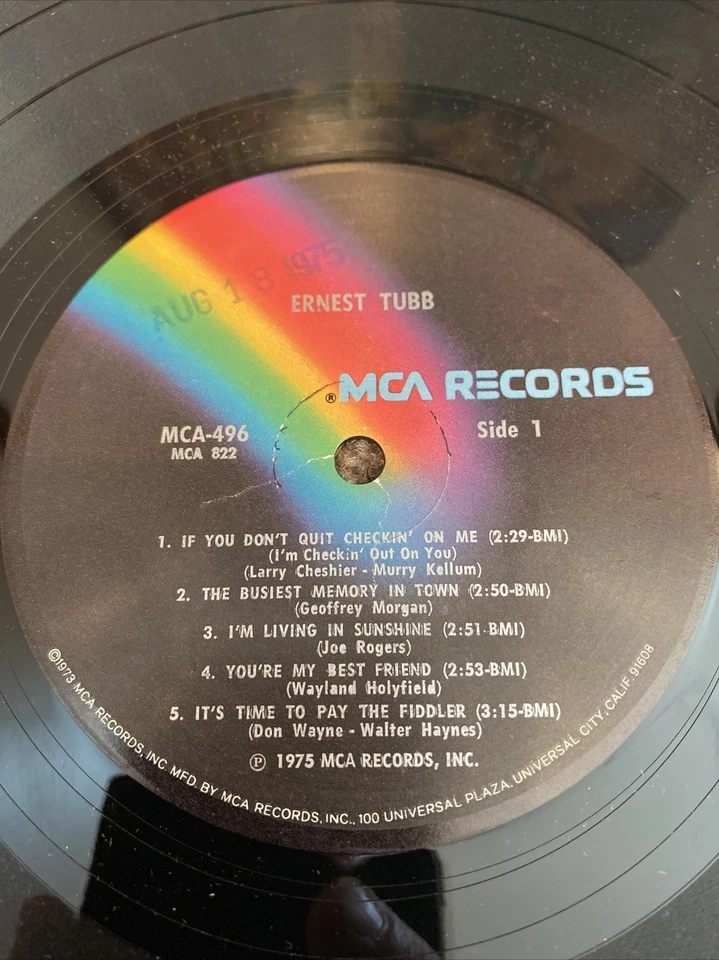 AUG 18 1975
ERNEST TUBB
® MCA RECORDS
MCA-496
MCA 822
Side 1
1. IF YOU DON'T QUIT CHECKIN' ON ME (2:29-BMI)
(I'm Checkin' Out On You)
(Larry Cheshier - Murry Kellum)
2. THE BUSIEST MEMORY IN TOWN (2:50-BMI)
(Geoffrey Morgan)
3. I'M LIVING IN SUNSHINE (2:51-BMI)
(Joe Rogers)
4. YOU'RE MY BEST FRIEND (2:53-BMI)
(Wayland Holyfield)
5. IT'S TIME TO PAY THE FIDDLER (3:15-BMI)
(Don Wayne - Walter Haynes)
℗ 1975 MCA RECORDS, INC.
©1973 MCA RECORDS, INC. MFD. BY MCA RECORDS, INC., 100 UNIVERSAL PLAZA, UNIVERSAL CITY, CALIF. 91608